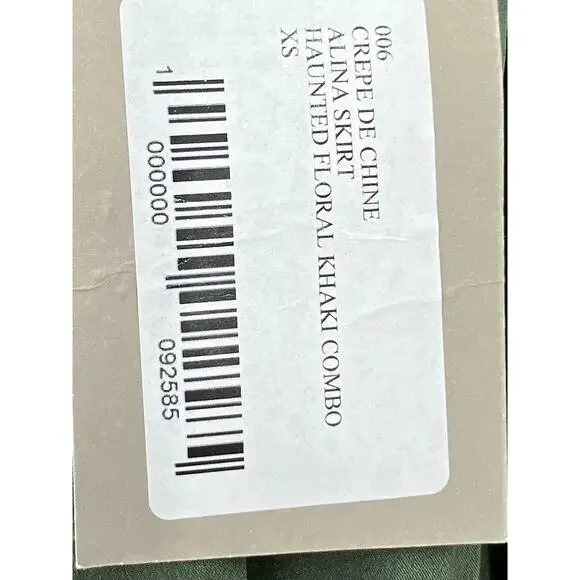 006
CREPE DE CHINE
ALINA SKIRT
HAUNTED FLORAL KHAKI COMBO
XS
1 000000 092585